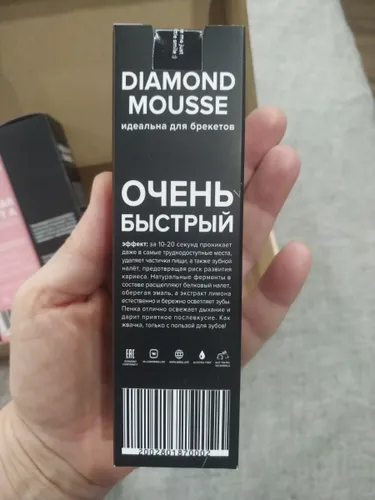 DIAMOND
MOUSSE
идеальна для брекетов
ОЧЕНЬ
БЫСТРЫЙ
эффект: за 10-20 секунд проникает
даже в самые труднодоступные места,
удаляет частички пищи, а также зубной
налёт, предотвращая риск развития
кариеса. Натуральные ферменты в
составе расщепляют белковый налет,
оберегая эмаль, а экстракт лимона
естественно и бережно осветляет зубы.
Пенка отлично освежает дыхание и
дарит приятное послевкусие. Как
жвачка, только с пользой для зубов!
EAC
2002601870002